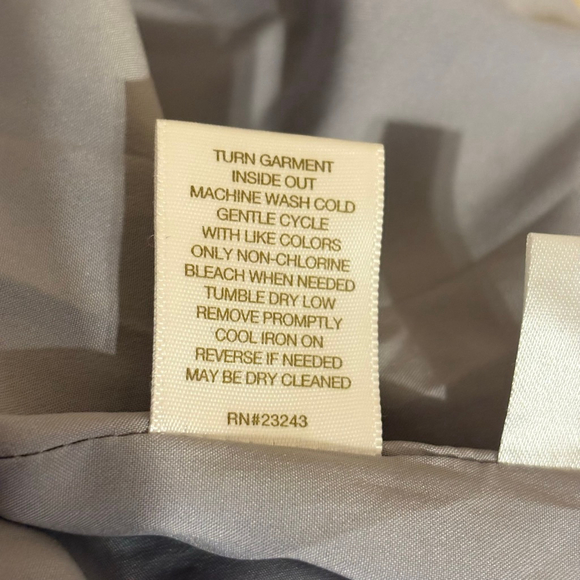 TURN GARMENT
INSIDE OUT
MACHINE WASH COLD
GENTLE CYCLE
WITH LIKE COLORS
ONLY NON-CHLORINE
BLEACH WHEN NEEDED
TUMBLE DRY LOW
REMOVE PROMPTLY
COOL IRON ON
REVERSE IF NEEDED
MAY BE DRY CLEANED
RN#23243